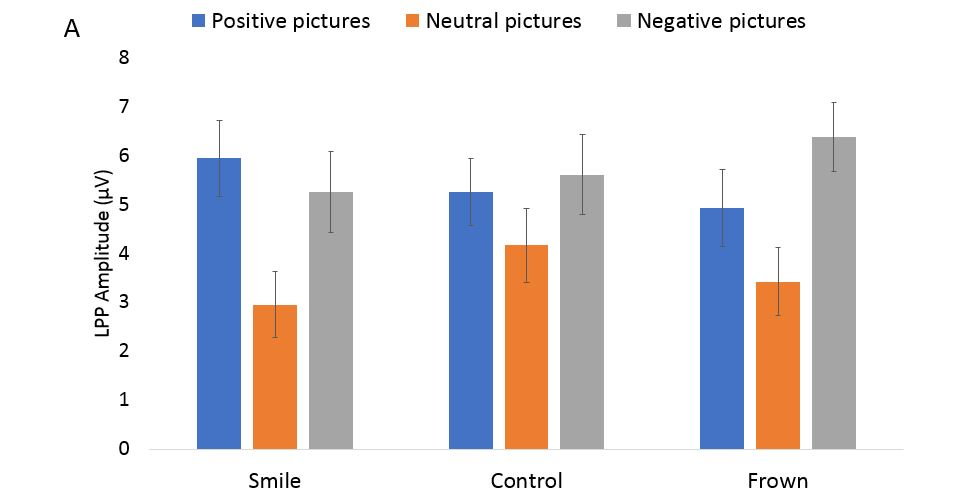 A
Positive pictures Neutral pictures Negative pictures
8
7
6
5
4
3
2
1
0
LPP Amplitude (µV)
Smile Control Frown